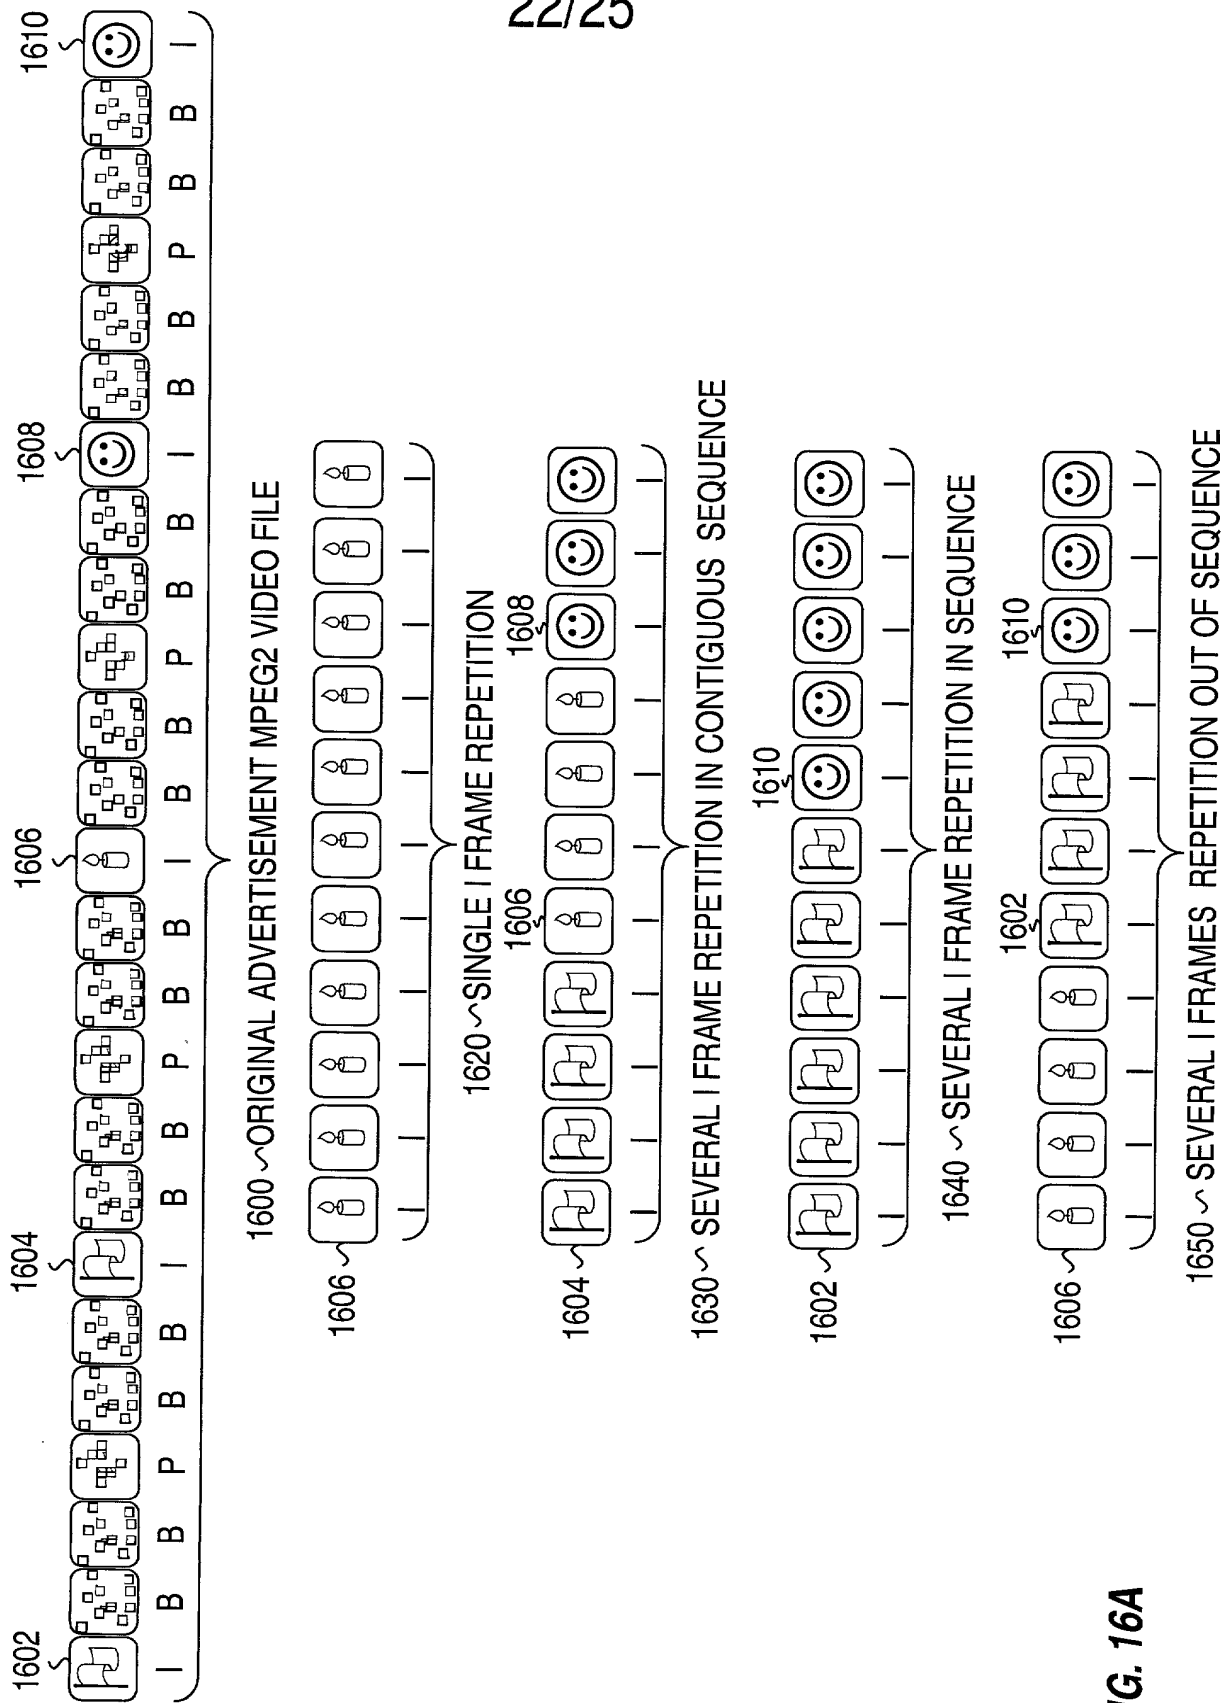 22/25
1602 1604 1606 1608 1610
I B B P B B I B B P B B I B B P B B I B B P B B I
1600 ~ ORIGINAL ADVERTISEMENT MPEG2 VIDEO FILE
1606
I I I I I I I I I I I
1620 ~ SINGLE I FRAME REPETITION
1604 1606 1608
I I I I I I I I I I I
1630 ~ SEVERAL I FRAME REPETITION IN CONTIGUOUS SEQUENCE
1602 1610
I I I I I I I I I I I
1640 ~ SEVERAL I FRAME REPETITION IN SEQUENCE
1606 1602 1610
I I I I I I I I I I I
1650 ~ SEVERAL I FRAMES REPETITION OUT OF SEQUENCE
IG. 16A